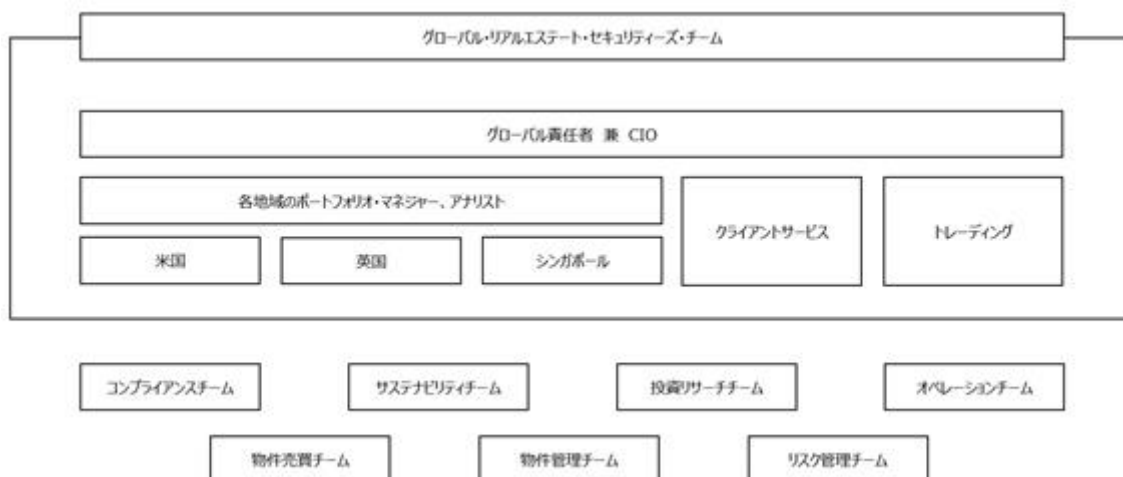 グローバル・リアルエステート・セキュリティーズ・チーム
グローバル責任者 兼 CIO
各地域のポートフォリオ・マネジャー、アナリスト
米国
英国
シンガポール
クライアントサービス
トレーディング
コンプライアンスチーム
サステナビリティチーム
投資リサーチチーム
オペレーションチーム
物件売買チーム
物件管理チーム
リスク管理チーム